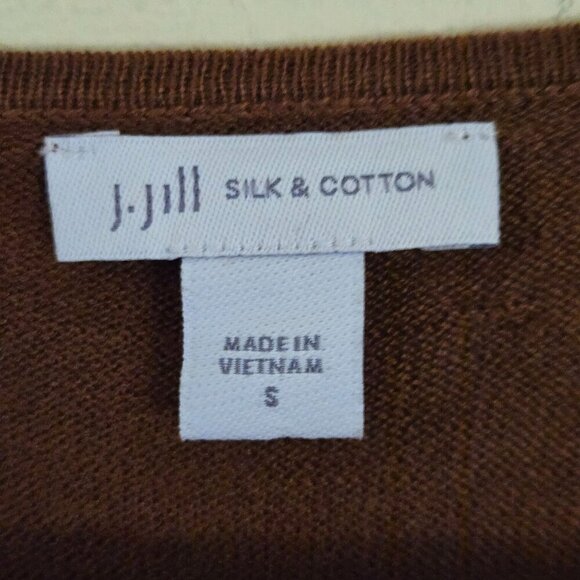 J.Jill SILK & COTTON
MADE IN
VIETNAM
S